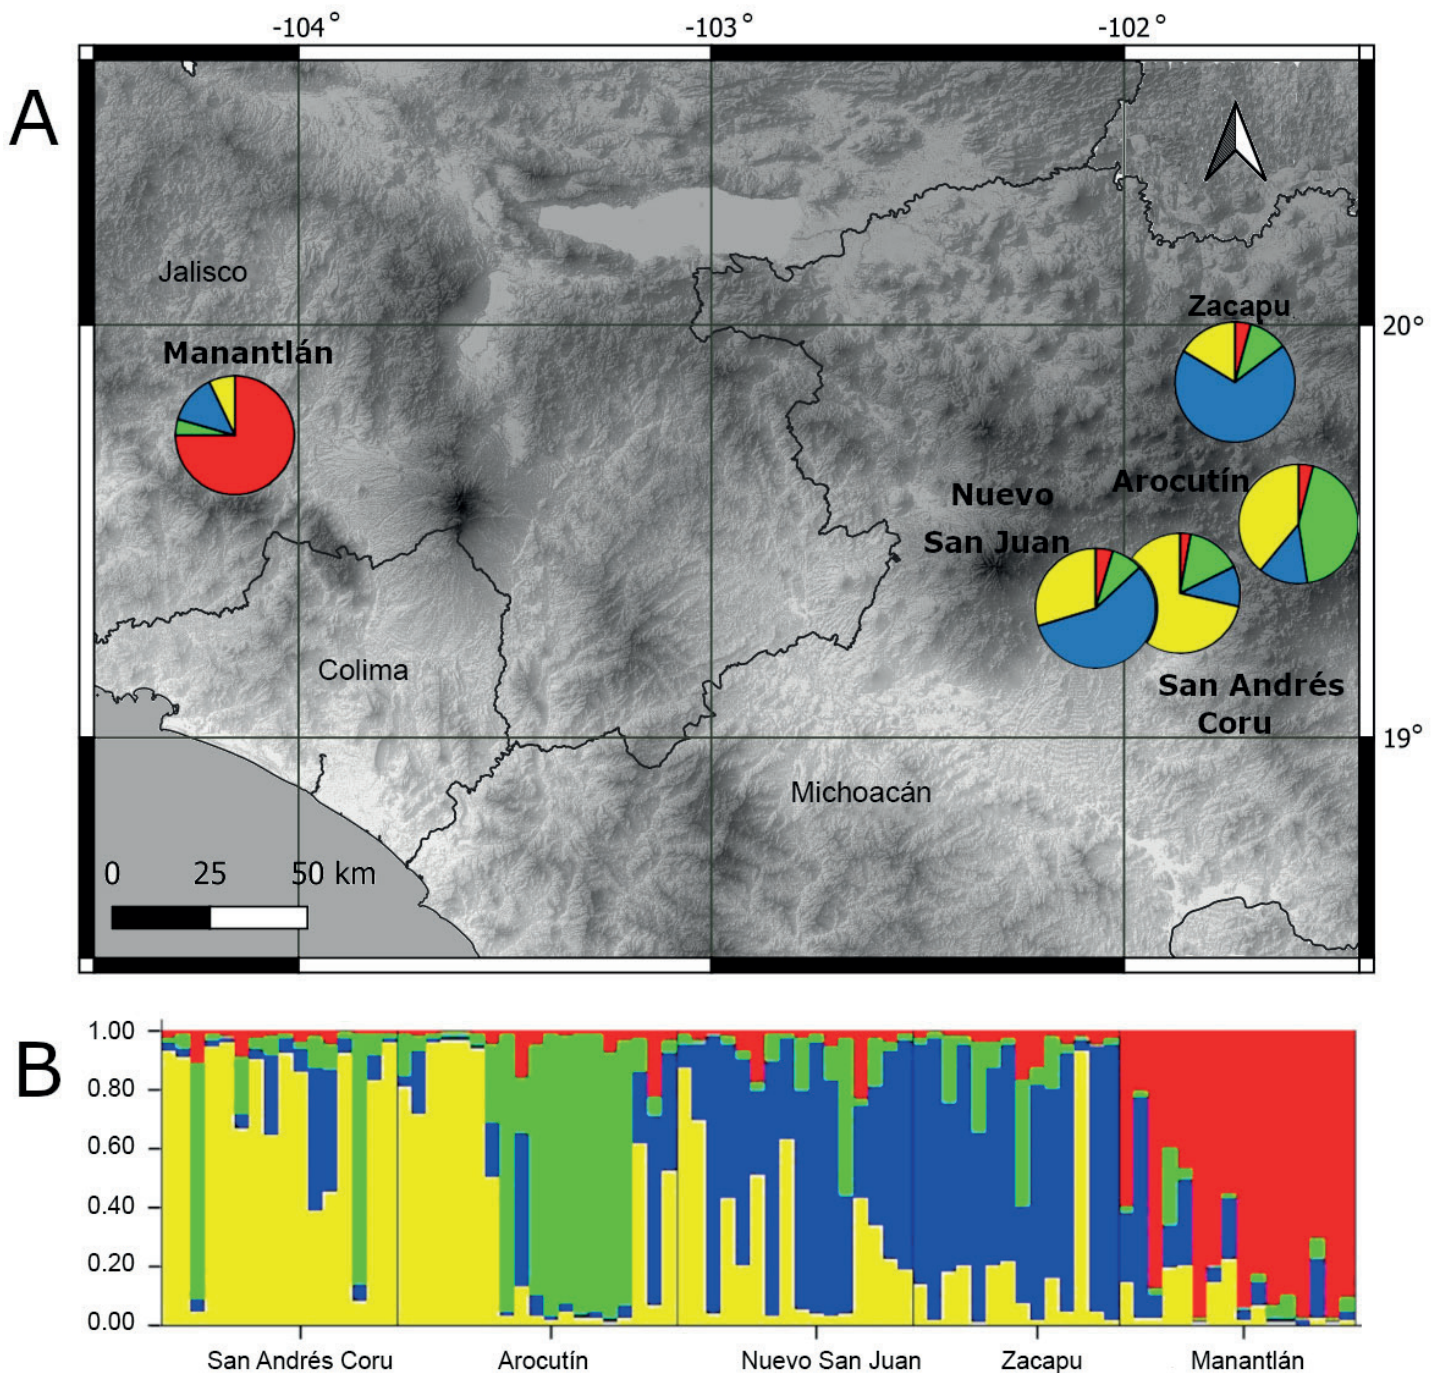 -104° -103° -102°
A
Jalisco
Zacapu
20°
Manantlán
Arocutín
Nuevo
San Juan
Colima
San Andrés
Coru
19°
Michoacán
0 25 50 km
B
1.00
0.80
0.60
0.40
0.20
0.00
San Andrés Coru Arocutín Nuevo San Juan Zacapu Manantlán